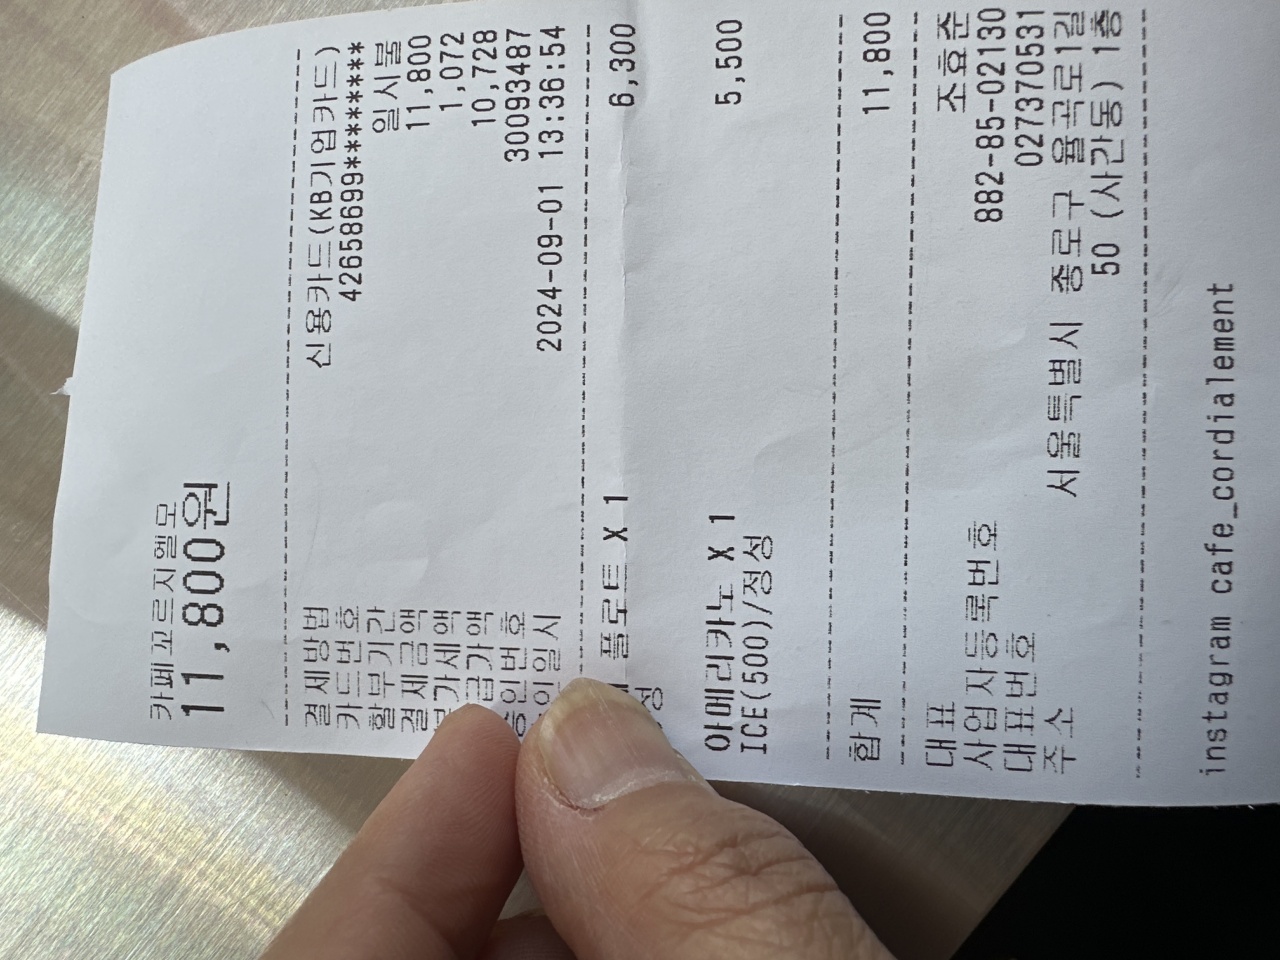 카페꼬르지엘모
11,800원
결제방법 신용카드(KB기업카드)
카드번호 42658699********
할부기간 일시불
결제금액 11,800
부가세액 1,072
공급가액 10,728
승인번호 30093487
승인일시 2024-09-01 13:36:54
플로트 X 1 6,300
아메리카노 X 1 5,500
ICE(500)/정성
합계 11,800
대표 조효준
사업자등록번호 882-85-02130
대표번호 0273770531
주소 서울특별시 종로구 율곡로1길
50 (사간동) 1층
instagram cafe_cordialement